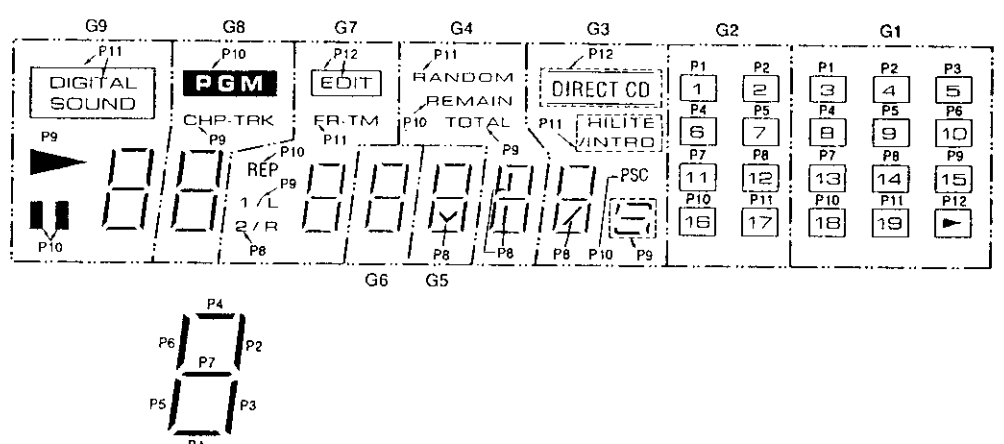 G9 G8 G7 G4 G3 G2 G1
P11 P10 P12 P11 P12
DIGITAL SOUND PGM EDIT RANDOM DIRECT CD
REMAIN
CHP-TRK FR-TM P10 TOTAL P11 HILITE /INTRO
P9 P9 P11 P9
REP P10 PSC
1/L P9
2/R
P10 P8 P8 P8 P8 P10 P9
G6 G5
P1 P2 P1 P2 P3
1 2 3 4 5
P4 P5 P4 P5 P6
6 7 8 9 10
P7 P8 P7 P8 P9
11 12 13 14 15
P10 P11 P10 P11 P12
16 17 18 19
P4
P6 P2
P7
P5 P3
P1